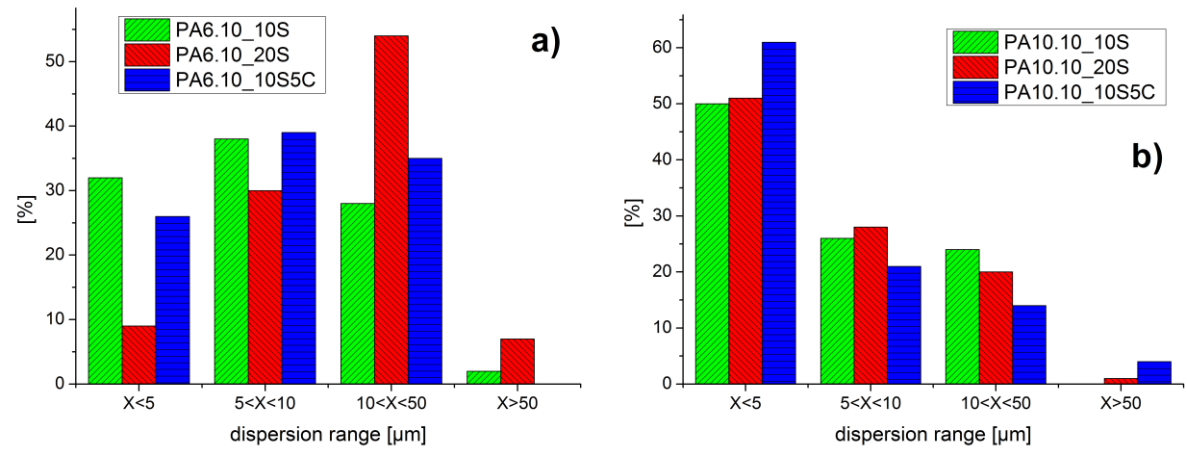 a)
PA6.10_10S
PA6.10_20S
PA6.10_10S5C
[%]
50
40
30
20
10
0
X<5 5<X<10 10<X<50 X>50
dispersion range [µm]
b)
PA10.10_10S
PA10.10_20S
PA10.10_10S5C
[%]
60
50
40
30
20
10
0
X<5 5<X<10 10<X<50 X>50
dispersion range [µm]